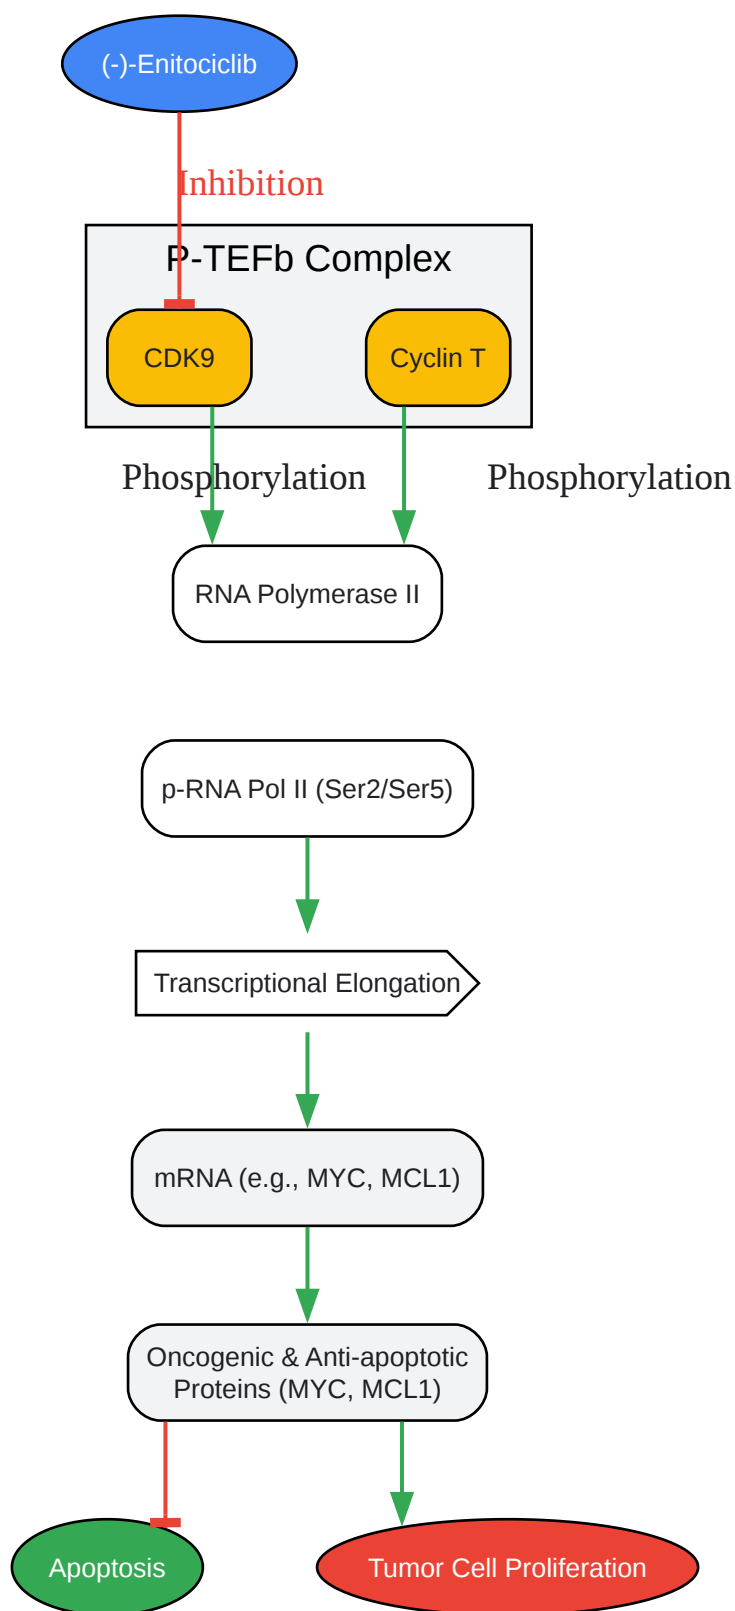 (-)-Enitociclib
Inhibition
P-TEFb Complex
CDK9
Cyclin T
Phosphorylation
Phosphorylation
RNA Polymerase II
p-RNA Pol II (Ser2/Ser5)
Transcriptional Elongation
mRNA (e.g., MYC, MCL1)
Oncogenic & Anti-apoptotic
Proteins (MYC, MCL1)
Apoptosis
Tumor Cell Proliferation